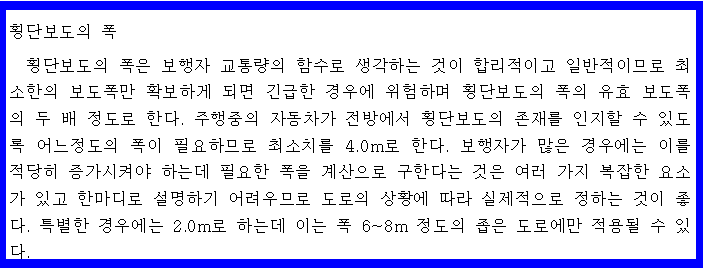 횡단보도의 폭
횡단보도의 폭은 보행자 교통량의 함수로 생각하는 것이 합리적이고 일반적이므로 최
소한의 보도폭만 확보하게 되면 긴급한 경우에 위험하며 횡단보도의 폭의 유효 보도폭
의 두 배 정도로 한다. 주행중의 자동차가 전방에서 횡단보도의 존재를 인지할 수 있도
록 어느정도의 폭이 필요하므로 최소치를 4.0m로 한다. 보행자가 많은 경우에는 이를
적당히 증가시켜야 하는데 필요한 폭을 계산으로 구한다는 것은 여러 가지 복잡한 요소
가 있고 한마디로 설명하기 어려우므로 도로의 상황에 따라 실제적으로 정하는 것이 좋
다. 특별한 경우에는 2.0m로 하는데 이는 폭 6~8m 정도의 좁은 도로에만 적용될 수 있
다.